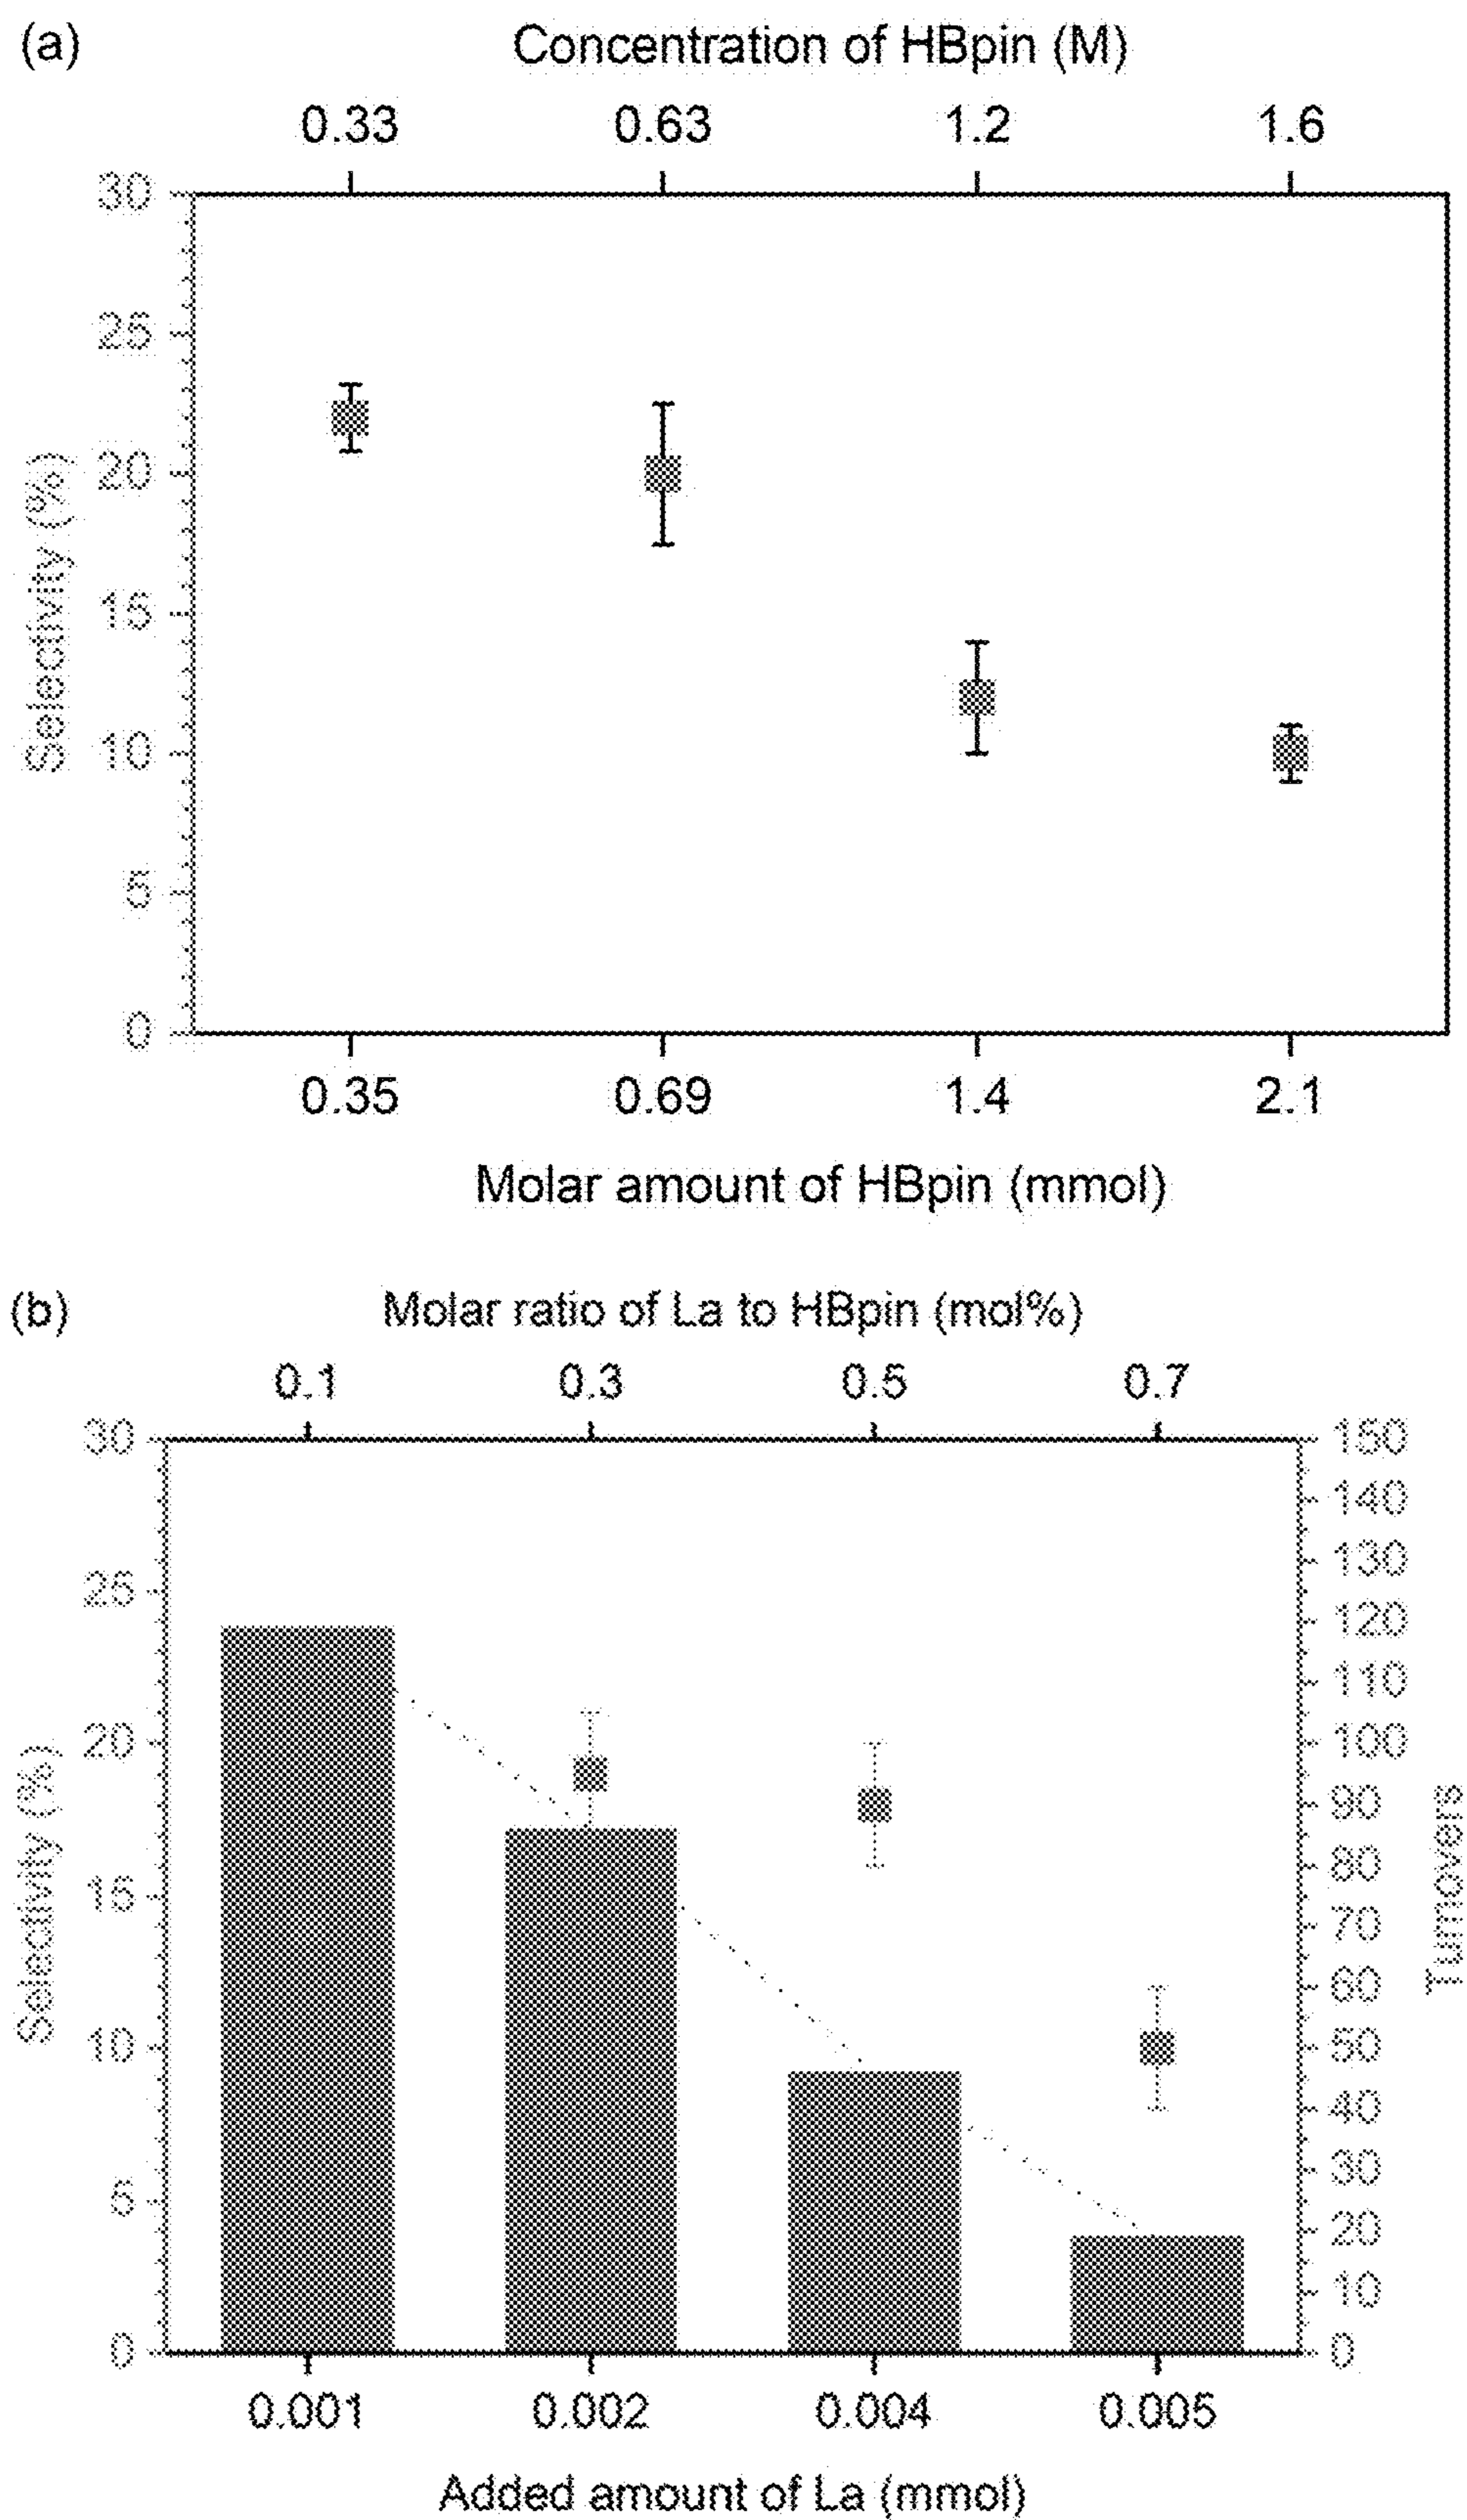 (a)
Concentration of HBpin (M)
0.33 0.63 1.2 1.6
30
25
20
15
10
5
0
Selectivity (%)
0.35 0.69 1.4 2.1
Molar amount of HBpin (mmol)
(b)
Molar ratio of La to HBpin (mol%)
0.1 0.3 0.5 0.7
30
25
20
15
10
5
0
Selectivity (%)
150
140
130
120
110
100
90
80
70
60
50
40
30
20
10
0
Turnovers
0.001 0.002 0.004 0.005
Added amount of La (mmol)